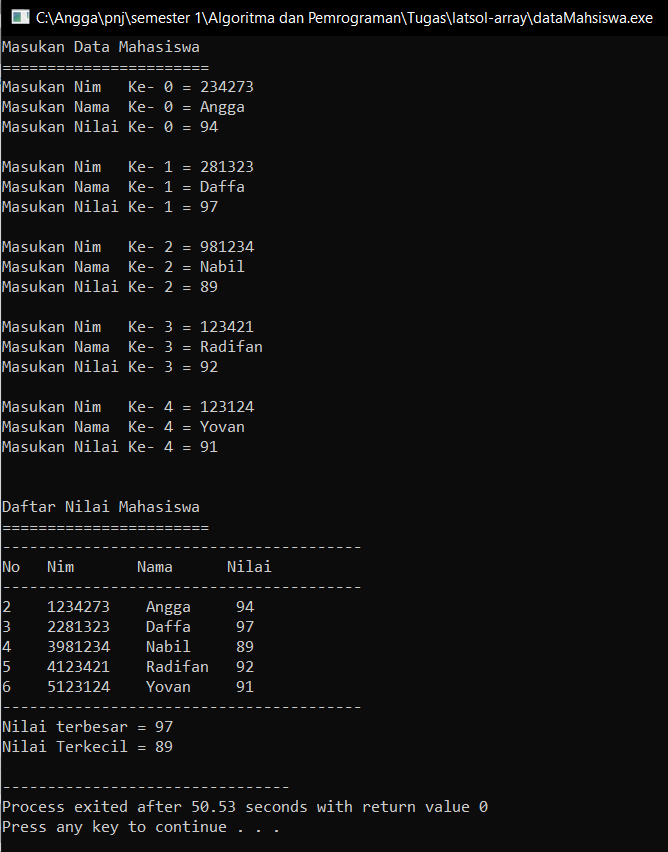 C:\Angga\pnj\semester 1\Algoritma dan Pemrograman\Tugas\latsol-array\dataMahsiswa.exe
Masukan Data Mahasiswa
=======================
Masukan Nim   Ke- 0 = 234273
Masukan Nama  Ke- 0 = Angga
Masukan Nilai Ke- 0 = 94
Masukan Nim   Ke- 1 = 281323
Masukan Nama  Ke- 1 = Daffa
Masukan Nilai Ke- 1 = 97
Masukan Nim   Ke- 2 = 981234
Masukan Nama  Ke- 2 = Nabil
Masukan Nilai Ke- 2 = 89
Masukan Nim   Ke- 3 = 123421
Masukan Nama  Ke- 3 = Radifan
Masukan Nilai Ke- 3 = 92
Masukan Nim   Ke- 4 = 123124
Masukan Nama  Ke- 4 = Yovan
Masukan Nilai Ke- 4 = 91
Daftar Nilai Mahasiswa
=======================
----------------------------------------
No   Nim       Nama      Nilai
----------------------------------------
2    1234273    Angga     94
3    2281323    Daffa     97
4    3981234    Nabil     89
5    4123421    Radifan   92
6    5123124    Yovan     91
----------------------------------------
Nilai terbesar = 97
Nilai Terkecil = 89
--------------------------------
Process exited after 50.53 seconds with return value 0
Press any key to continue . . .